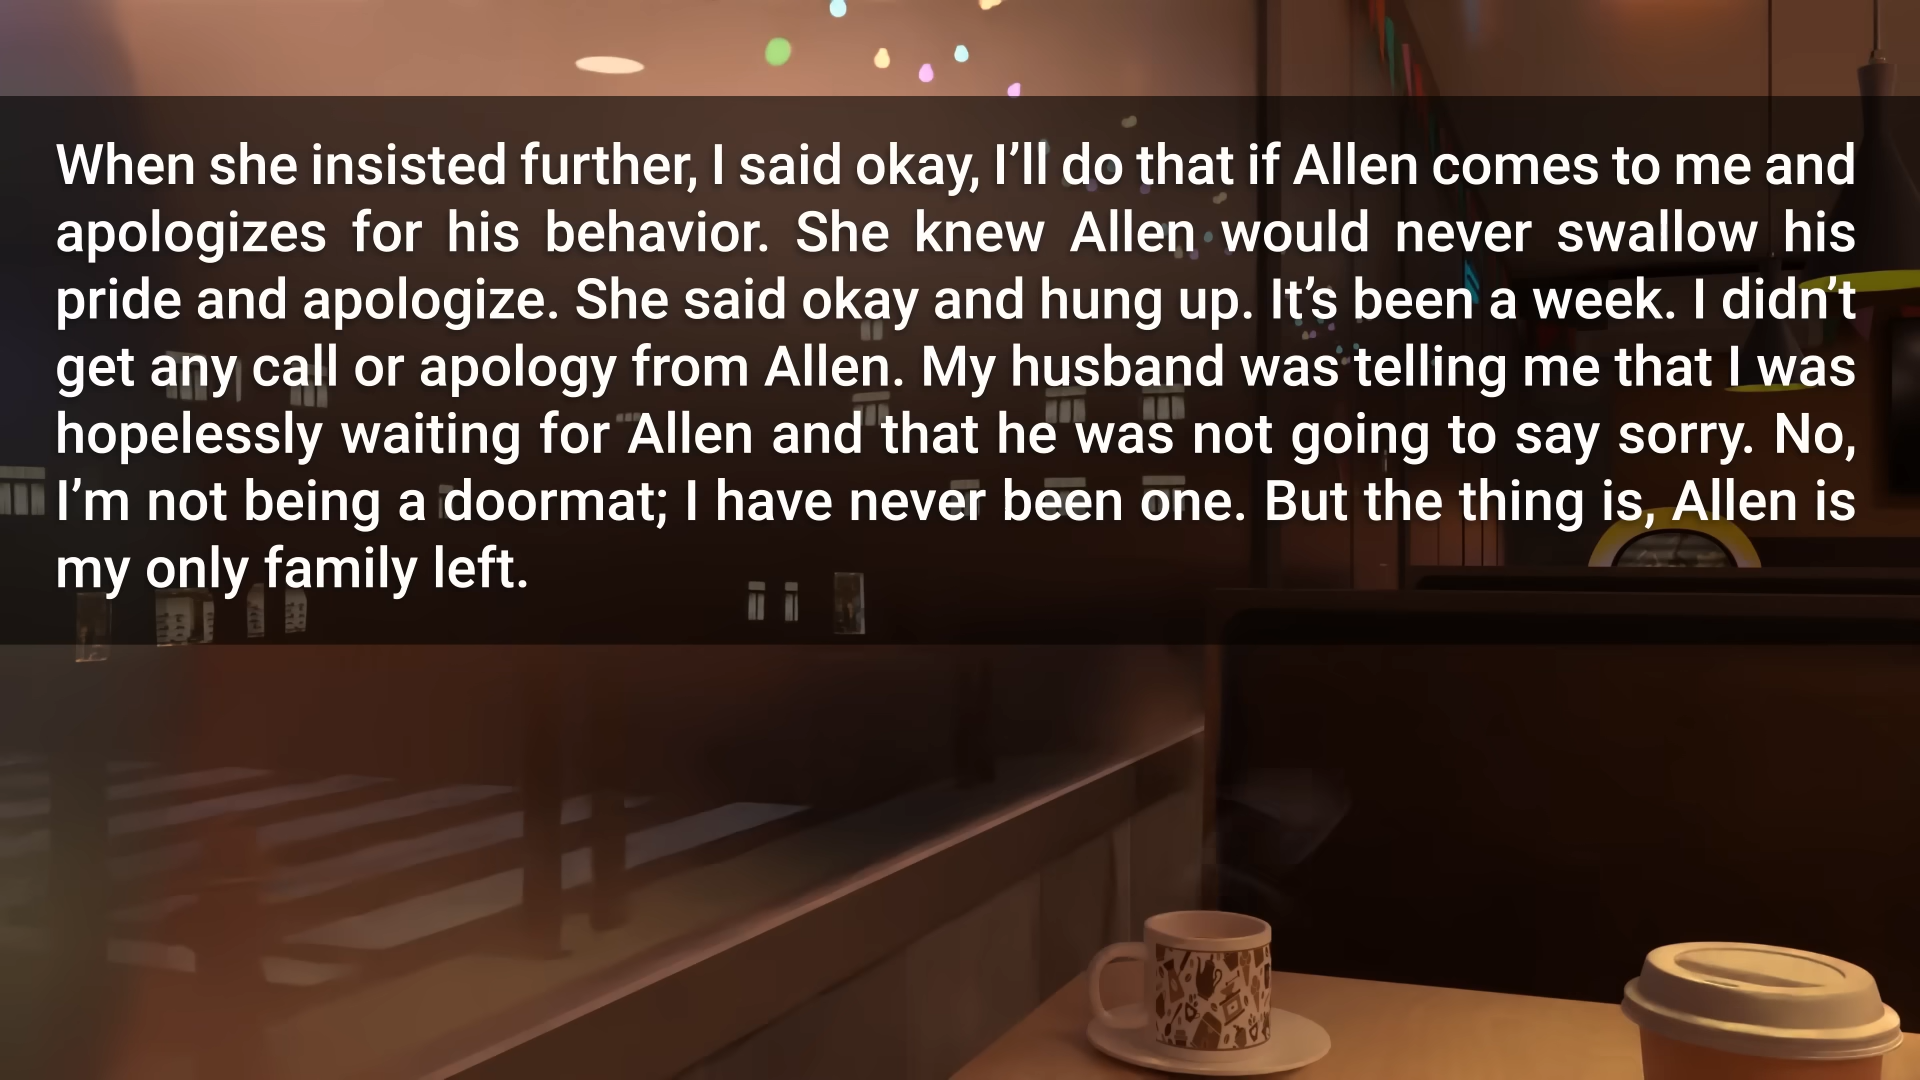 When she insisted further, I said okay, I’ll do that if Allen comes to me and
apologizes for his behavior. She knew Allen would never swallow his
pride and apologize. She said okay and hung up. It’s been a week. I didn’t
get any call or apology from Allen. My husband was telling me that I was
hopelessly waiting for Allen and that he was not going to say sorry. No,
I’m not being a doormat; I have never been one. But the thing is, Allen is
my only family left.